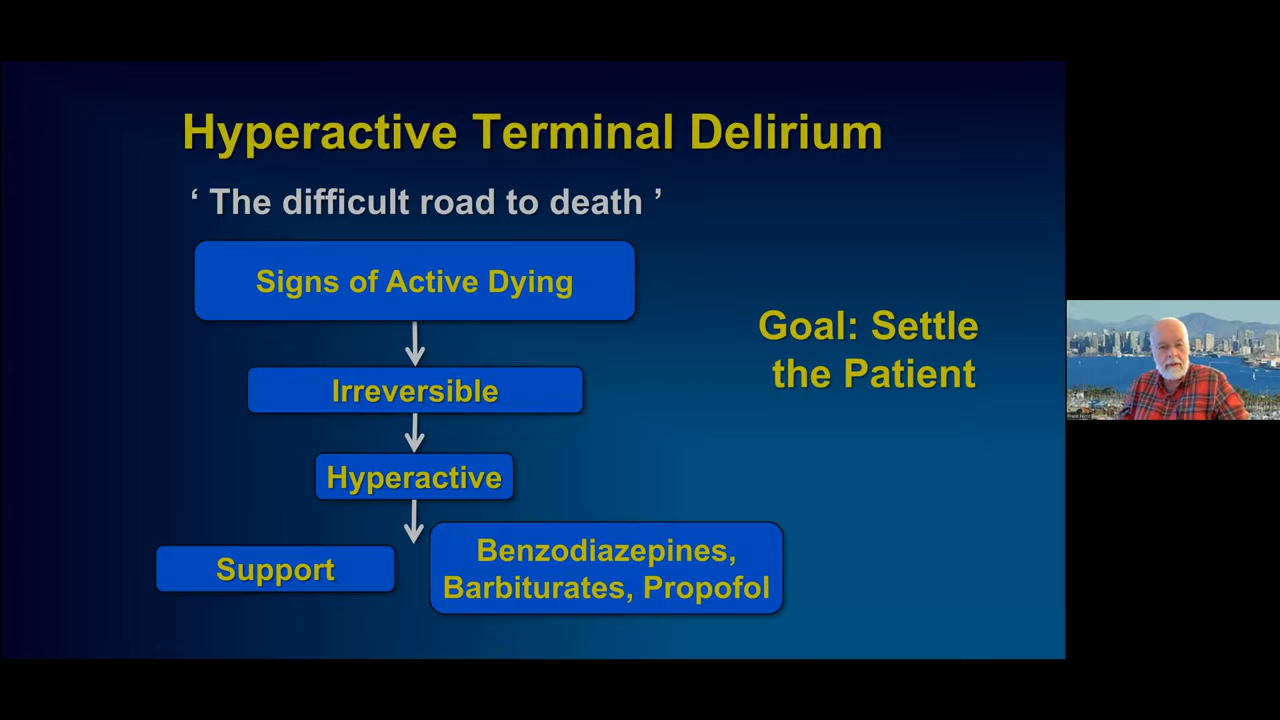 Hyperactive Terminal Delirium
‘ The difficult road to death ’
Signs of Active Dying
Irreversible
Hyperactive
Support
Benzodiazepines,
Barbiturates, Propofol
Goal: Settle
the Patient